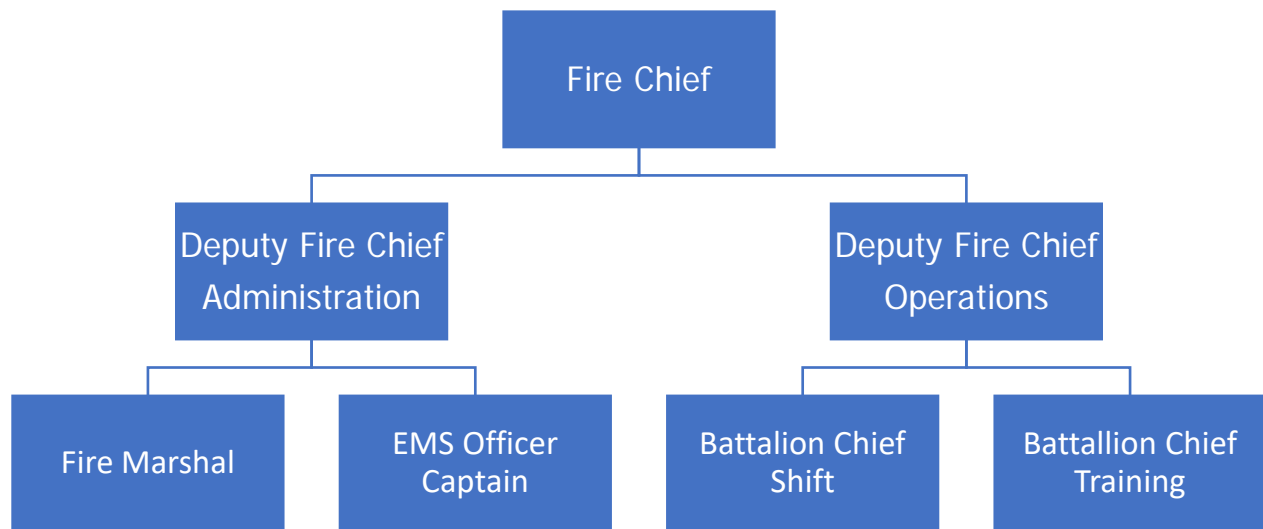 Fire Chief
Deputy Fire Chief
Administration
Deputy Fire Chief
Operations
Fire Marshal
EMS Officer
Captain
Battalion Chief
Shift
Battallion Chief
Training